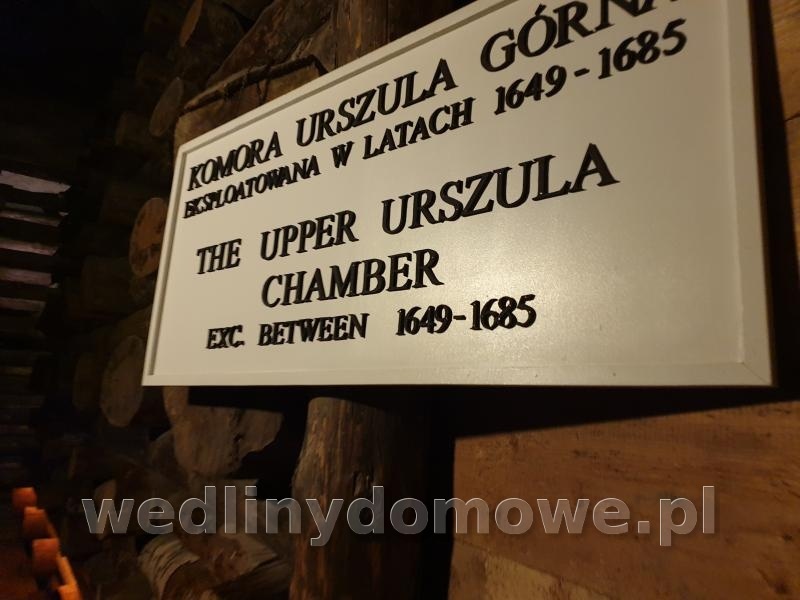 KOMORA URSZULA GÓRNA
EKSPLOATOWANA W LATACH 1649-1685
THE UPPER URSZULA
CHAMBER
EXC. BETWEEN 1649-1685
wedlinydomowe.pl